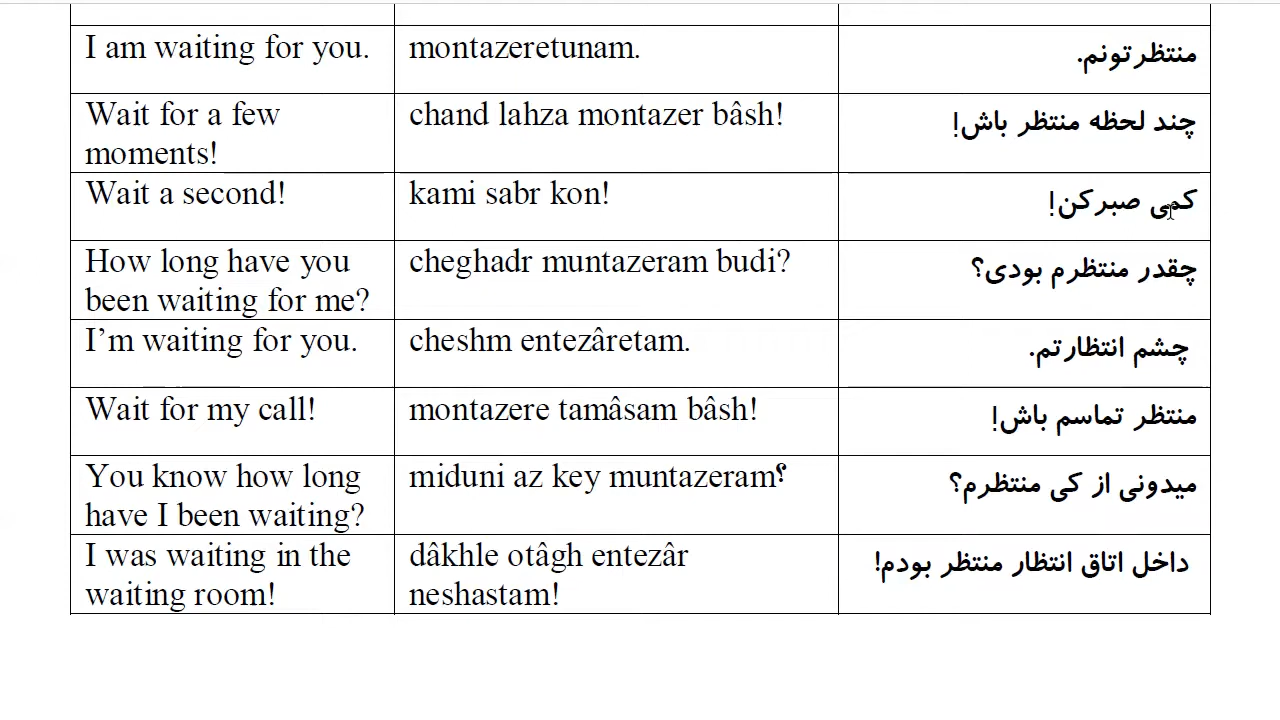 I am waiting for you.
montazeretunam.
منتظرتونم.
Wait for a few
moments!
chand lahza montazer bâsh!
چند لحظه منتظر باش!
Wait a second!
kami sabr kon!
کمی صبرکن!
How long have you
been waiting for me?
cheghadr muntazeram budi?
چقدر منتظرم بودی؟
I’m waiting for you.
cheshm entezâretam.
چشم انتظارتم.
Wait for my call!
montazere tamâsam bâsh!
منتظر تماسم باش!
You know how long
have I been waiting?
miduni az key muntazeram؟
میدونی از کی منتظرم؟
I was waiting in the
waiting room!
dâkhle otâgh entezâr
neshastam!
داخل اتاق انتظار منتظر بودم!